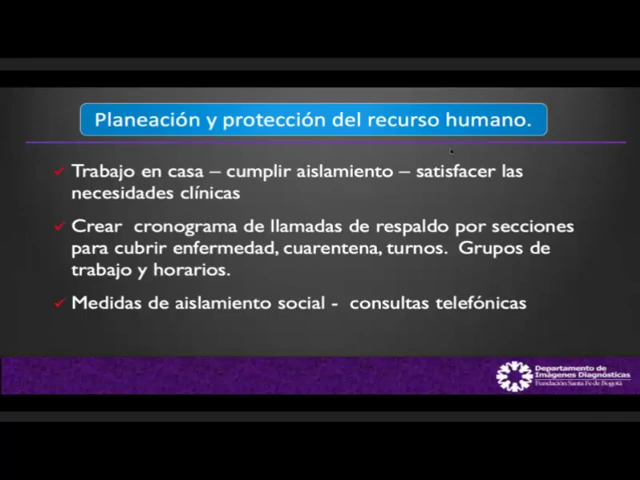 Planeación y protección del recurso humano.
Trabajo en casa – cumplir aislamiento – satisfacer las
necesidades clínicas
Crear cronograma de llamadas de respaldo por secciones
para cubrir enfermedad, cuarentena, turnos. Grupos de
trabajo y horarios.
Medidas de aislamiento social - consultas telefónicas
Departamento de
Imágenes Diagnósticas
Fundación Santa Fe de Bogotá